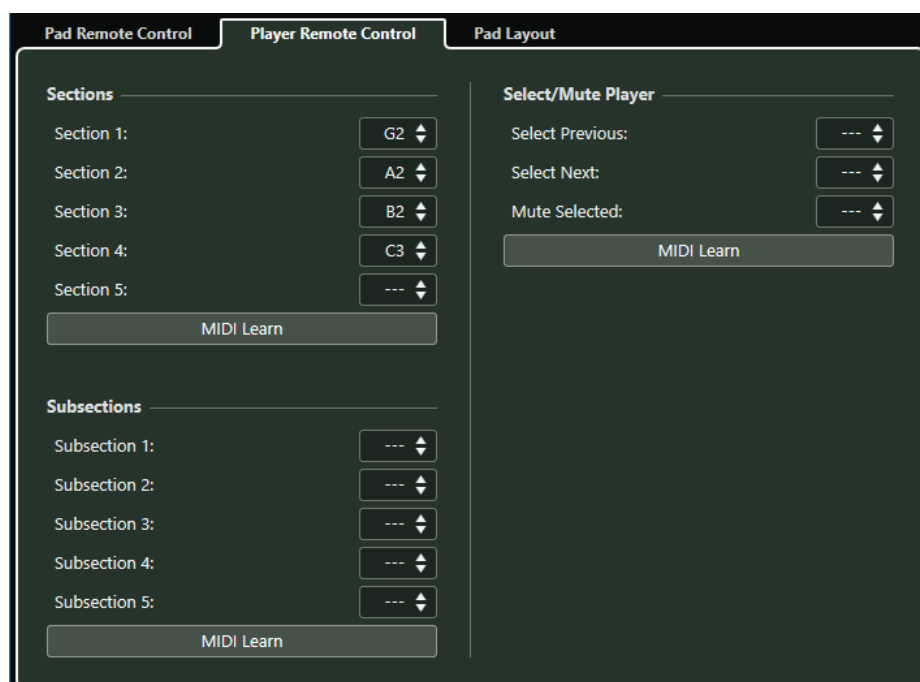 Pad Remote Control Player Remote Control Pad Layout
Sections
Section 1: G2
Section 2: A2
Section 3: B2
Section 4: C3
Section 5: ---
MIDI Learn
Subsections
Subsection 1: ---
Subsection 2: ---
Subsection 3: ---
Subsection 4: ---
Subsection 5: ---
MIDI Learn
Select/Mute Player
Select Previous: ---
Select Next: ---
Mute Selected: ---
MIDI Learn